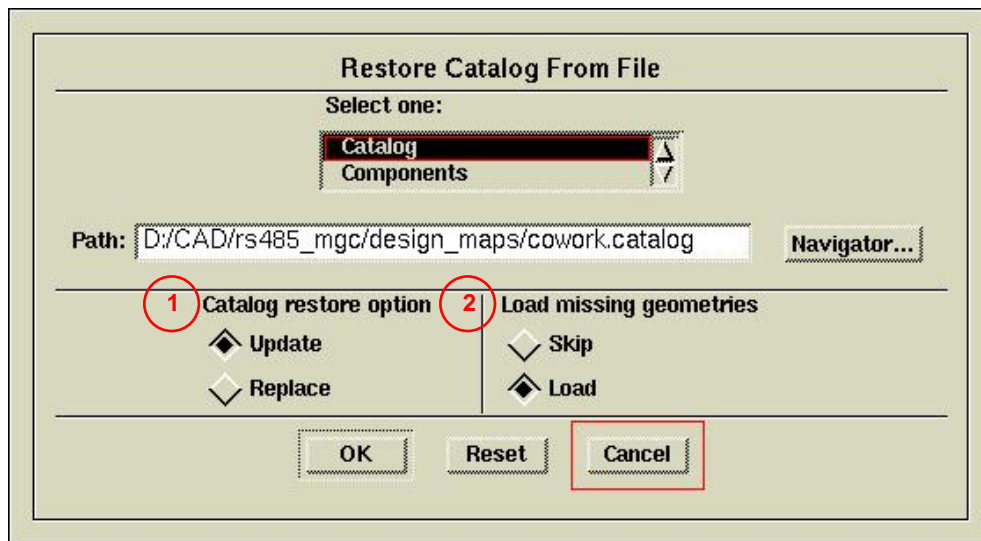 Restore Catalog From File
Select one:
Catalog
Components
Path: D:/CAD/rs485_mgc/design_maps/cowork.catalog Navigator...
1 Catalog restore option 2 Load missing geometries
Update Skip
Replace Load
OK Reset Cancel